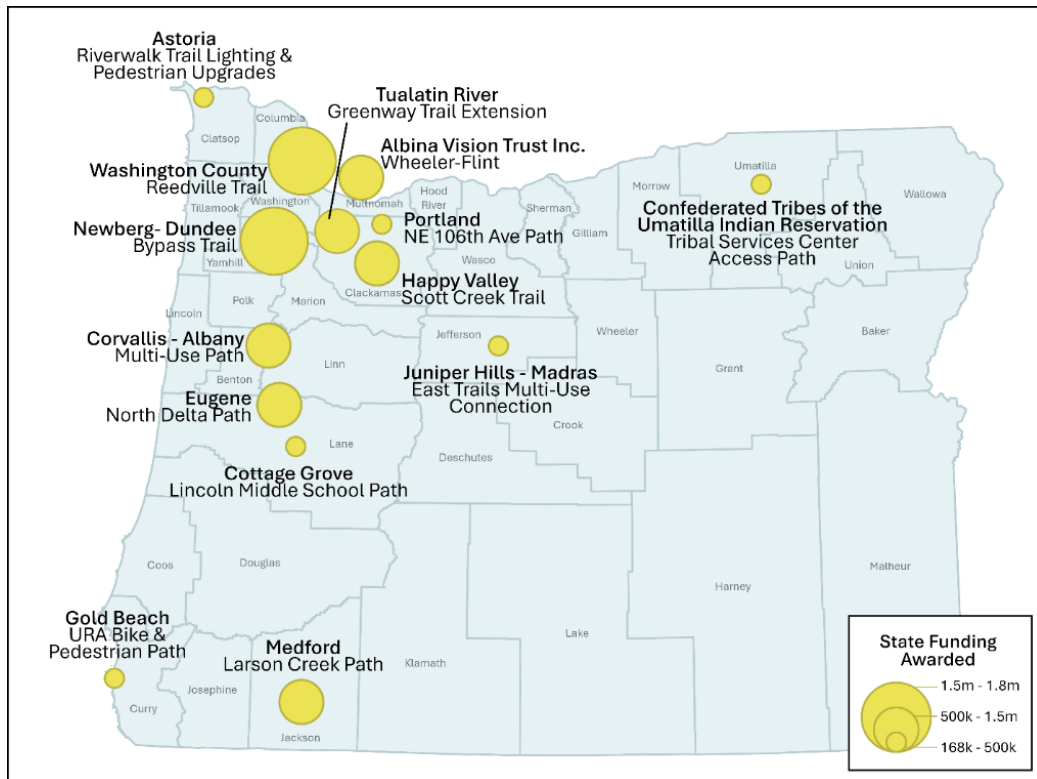 Astoria
Riverwalk Trail Lighting &
Pedestrian Upgrades
Tualatin River
Greenway Trail Extension
Columbia
Clatsop
Albina Vision Trust Inc.
Wheeler-Flint
Washington County
Reedville Trail
Umatilla
Morrow
Wallowa
Hood
River
Multnomah
Washington
Tillamook
Sherman
Gilliam
Confederated Tribes of the
Umatilla Indian Reservation
Tribal Services Center
Access Path
Union
Newberg- Dundee
Bypass Trail
Yamhill
Portland
NE 106th Ave Path
Wasco
Happy Valley
Scott Creek Trail
Clackamas
Polk
Marion
Lincoln
Corvallis - Albany
Multi-Use Path
Jefferson
Wheeler
Baker
Linn
Grant
Benton
Juniper Hills - Madras
East Trails Multi-Use
Connection
Eugene
North Delta Path
Lane
Crook
Deschutes
Cottage Grove
Lincoln Middle School Path
Coos
Douglas
Malheur
Harney
Gold Beach
URA Bike &
Pedestrian Path
Medford
Larson Creek Path
Lake
Klamath
Josephine
Curry
Jackson
State Funding
Awarded
1.5m - 1.8m
500k - 1.5m
168k - 500k